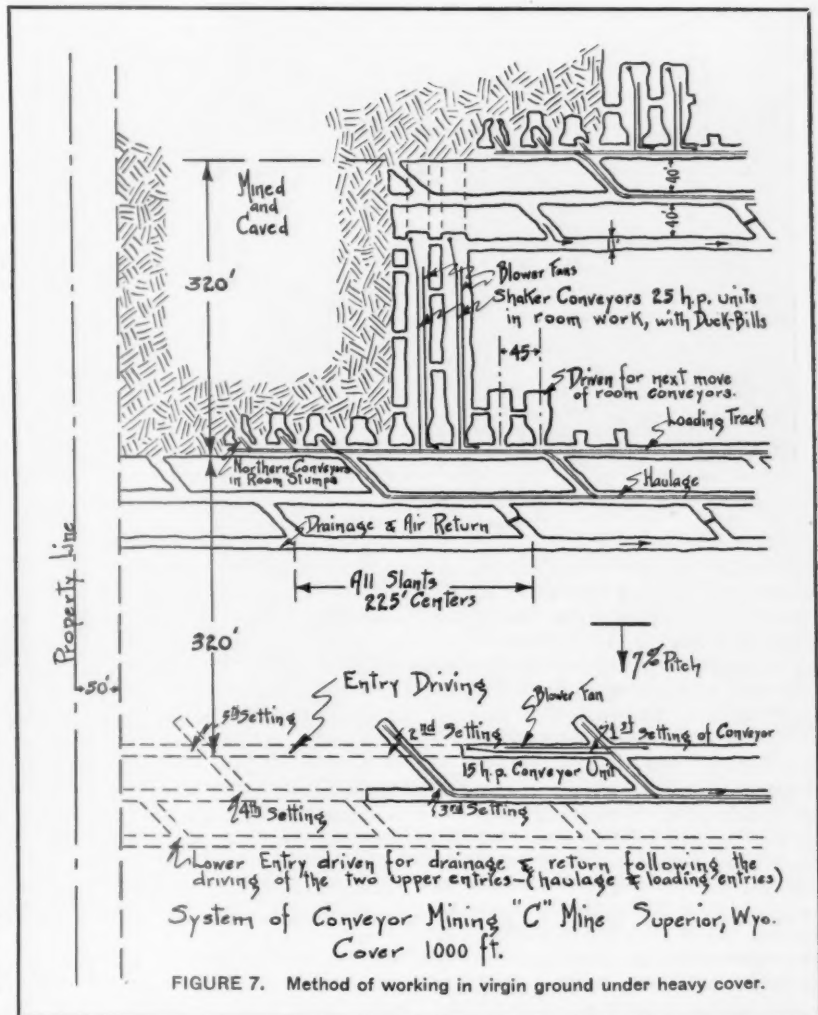 Mined
and
Caved
320'
40'
40'
11'
Blower Fans
Shaker Conveyors 25 h.p. units
in room work, with Duck-Bills
45'
Driven for next move
of room conveyors.
Loading Track
Northern Conveyors
in Room Stumps
Haulage
Drainage & Air Return
All Slants
225' Centers
Property Line
320'
7% Pitch
50'
Entry Driving
Blower Fan
5th Setting
2nd Setting
1st Setting of Conveyor
15 h.p. Conveyor Unit
4th Setting
3rd Setting
Lower Entry driven for drainage & return following the
driving of the two upper entries-(haulage & loading entries)
System of Conveyor Mining "C" Mine Superior, Wyo.
Cover 1000 ft.
FIGURE 7. Method of working in virgin ground under heavy cover.